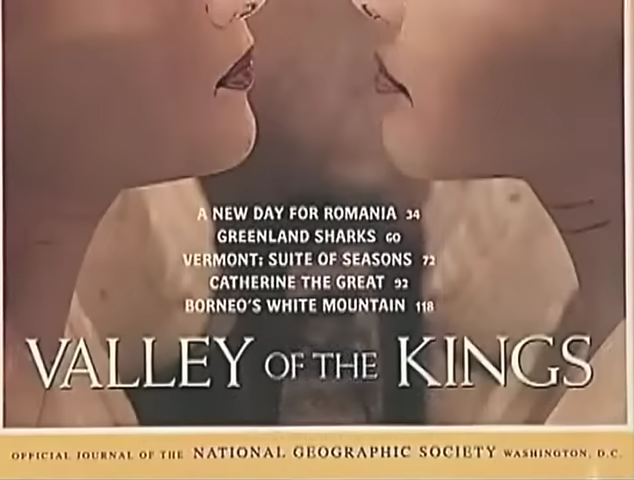 A NEW DAY FOR ROMANIA 34
GREENLAND SHARKS 60
VERMONT: SUITE OF SEASONS 72
CATHERINE THE GREAT 92
BORNEO'S WHITE MOUNTAIN 118
VALLEY OF THE KINGS
OFFICIAL JOURNAL OF THE NATIONAL GEOGRAPHIC SOCIETY WASHINGTON, D.C.